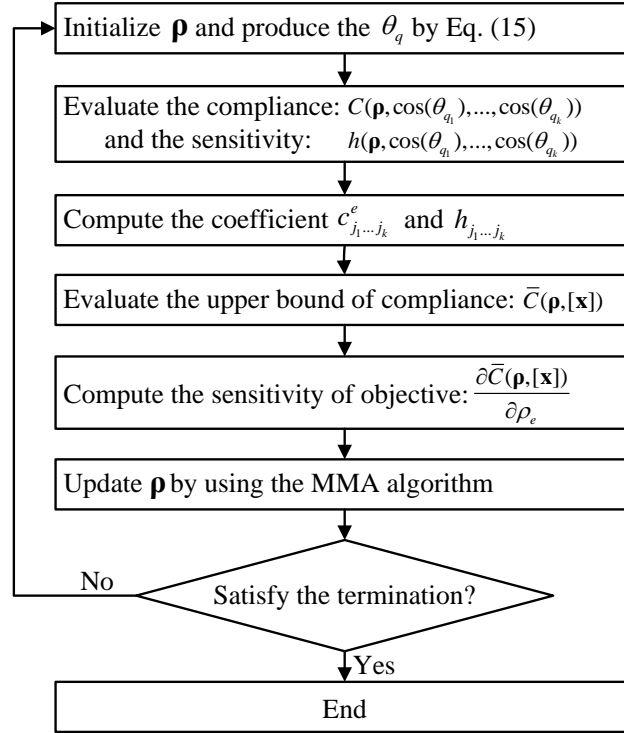 Initialize ρ and produce the θ_q by Eq. (15)
Evaluate the compliance: C(ρ,cos(θ_{q_1}),...,cos(θ_{q_k}))
and the sensitivity: h(ρ,cos(θ_{q_1}),...,cos(θ_{q_k}))
Compute the coefficient c^e_{j_1...j_k} and h_{j_1...j_k}
Evaluate the upper bound of compliance: C̅(ρ,[x])
Compute the sensitivity of objective: ∂C̅(ρ,[x])/∂ρ_e
Update ρ by using the MMA algorithm
Satisfy the termination?
No
Yes
End